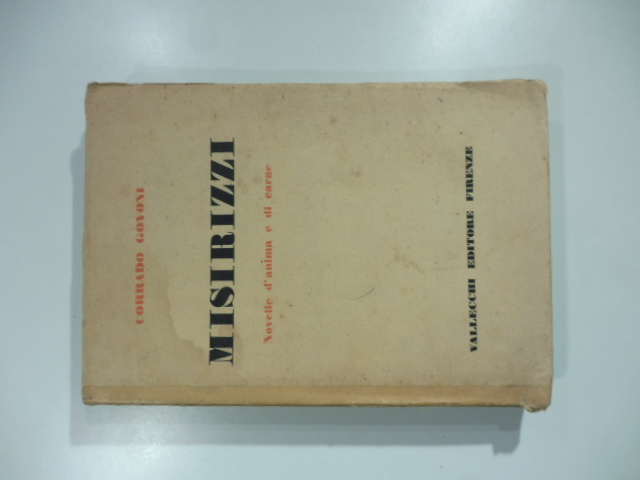 CORRADO GOVONI
MISIRIZZI
Novelle d'anima e di carne
VALLECCHI EDITORE FIRENZE